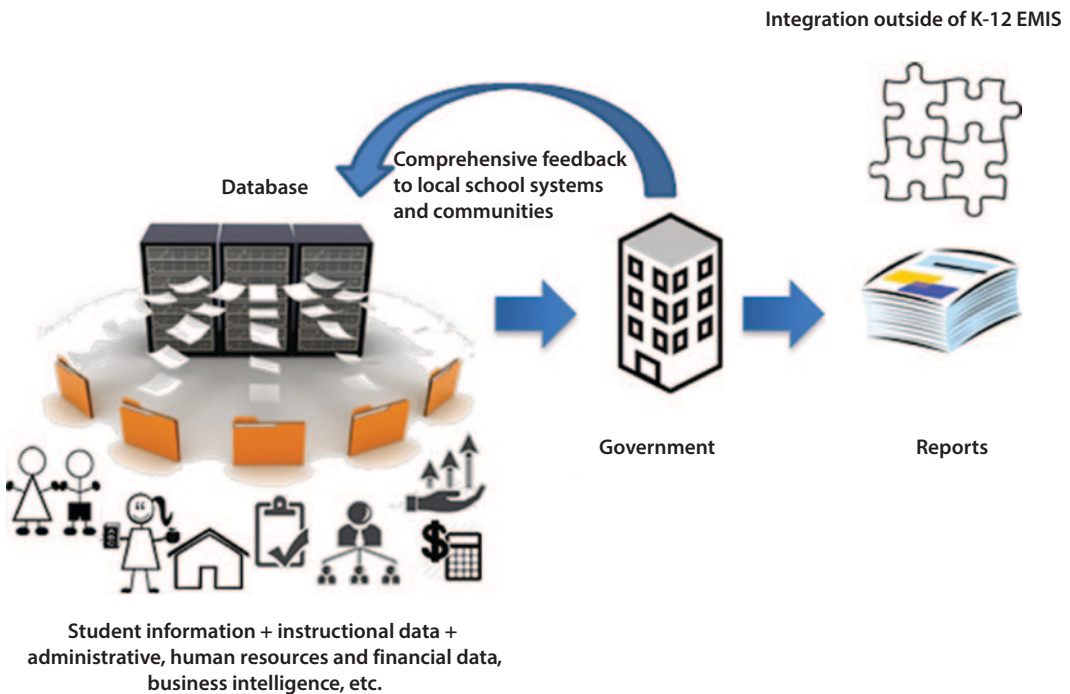 Integration outside of K-12 EMIS
Comprehensive feedback
to local school systems
and communities
Database
Government
Reports
Student information + instructional data +
administrative, human resources and financial data,
business intelligence, etc.